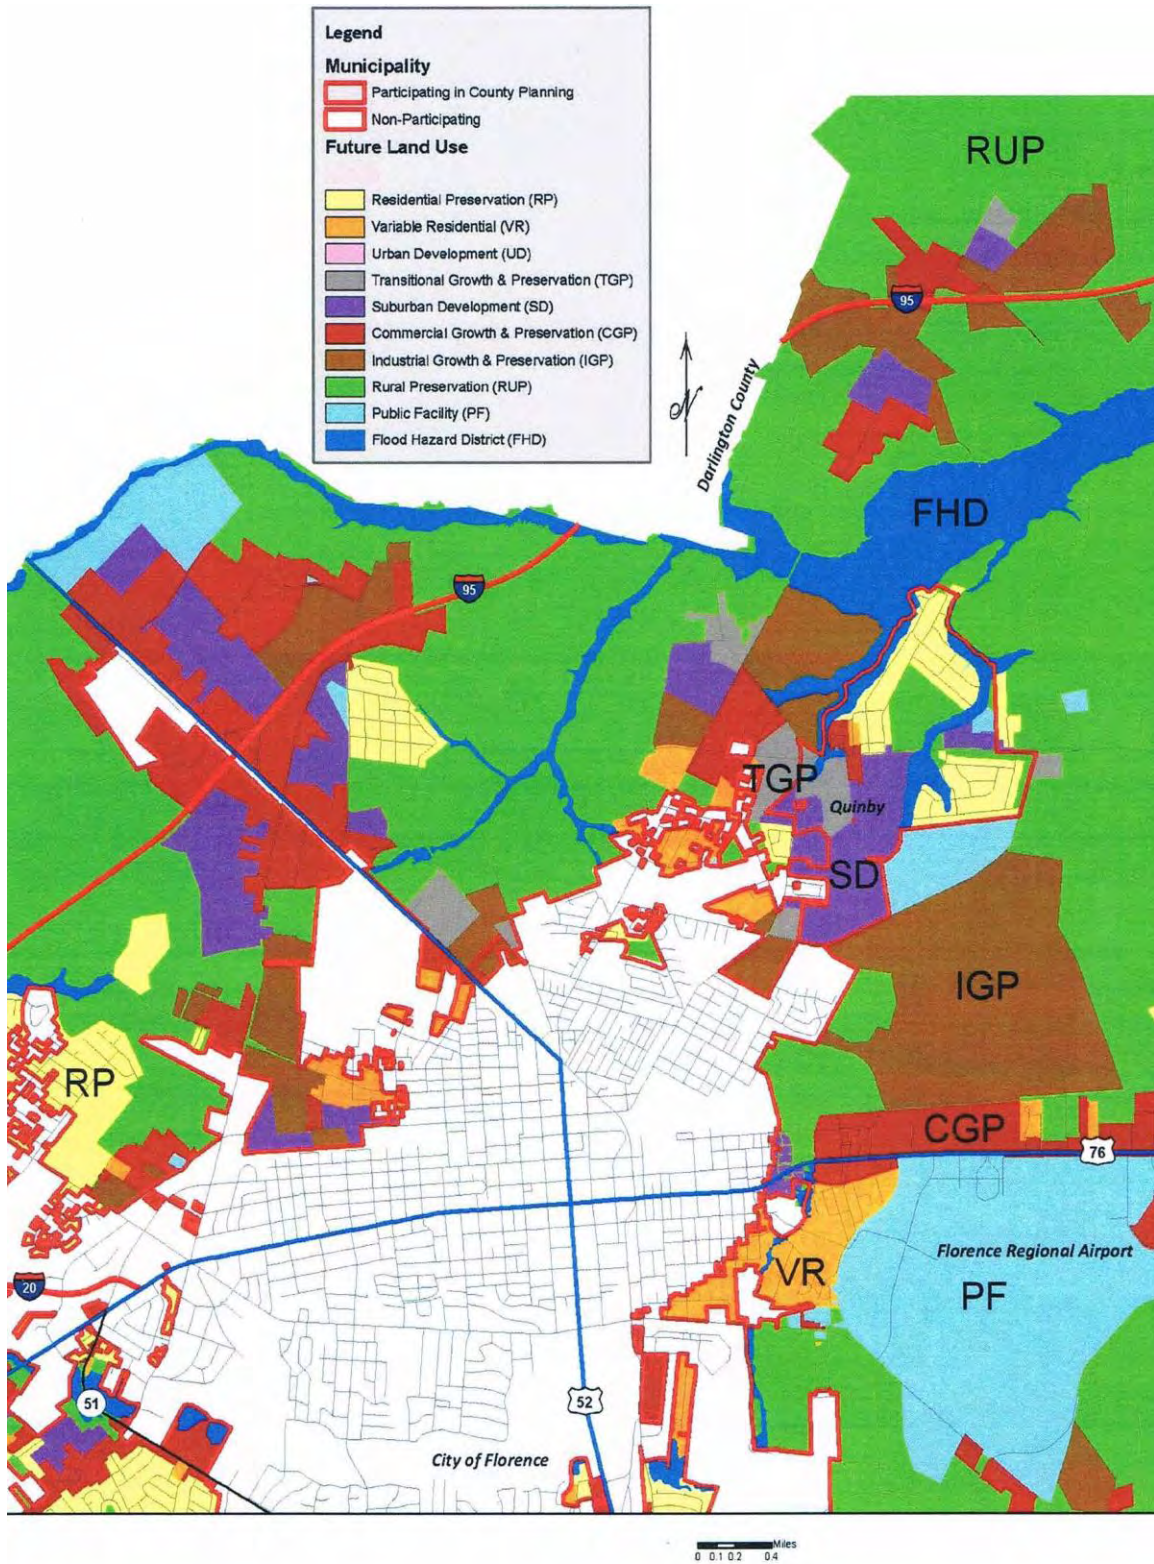 Legend
Municipality
Participating in County Planning
Non-Participating
Future Land Use
Residential Preservation (RP)
Variable Residential (VR)
Urban Development (UD)
Transitional Growth & Preservation (TGP)
Suburban Development (SD)
Commercial Growth & Preservation (CGP)
Industrial Growth & Preservation (IGP)
Rural Preservation (RUP)
Public Facility (PF)
Flood Hazard District (FHD)
N
Darlington County
RUP
95
FHD
95
TGP
Quinby
SD
IGP
RP
CGP
76
Florence Regional Airport
VR
PF
20
51
52
City of Florence
Miles
0 0.1 0.2 0.4